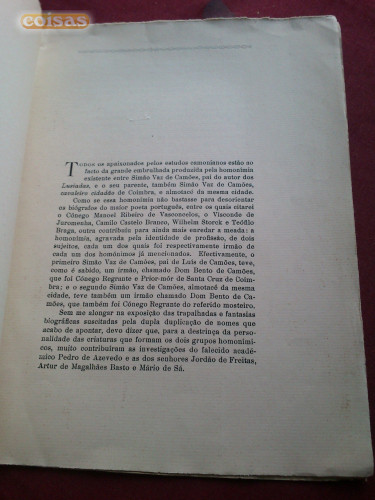 coisas
Todos os apaixonados pelos estudos camonianos estão ao
facto da grande embrulhada produzida pela homonímia
existente entre Simão Vaz de Camões, pai do autor dos
Lusíadas, e o seu parente, também Simão Vaz de Camões,
cavaleiro cidadão de Coimbra, e almotacé da mesma cidade.
Como se essa homonímia não bastasse para desorientar
os biógrafos do maior poeta português, entre os quais citarei
o Cónego Manuel Ribeiro de Vasconcelos, o Visconde de
Juromenha, Camilo Castelo Branco, Wilhelm Storck e Teófilo
Braga, outra contribuíu para ainda mais enredar a meada: a
homonímia, agravada pela identidade de profissão, de dois
sujeitos, cada um dos quais foi respectivamente irmão de
cada um dos homónimos já mencionados. Efectivamente, o
primeiro Simão Vaz de Camões, pai de Luís de Camões, teve,
como é sabido, um irmão, chamado Dom Bento de Camões,
que foi Cónego Regrante e Prior-mór de Santa Cruz de Coim-
bra; e o segundo Simão Vaz de Camões, almotacé da mesma
cidade, teve também um irmão chamado Dom Bento de Ca-
mões, que também foi Cónego Regrante do referido mosteiro.
Sem me alongar na exposição das trapalhadas e fantasias
biográficas suscitadas pela dupla duplicação de nomes que
acabo de apontar, devo dizer que, para a destrinça da perso-
nalidade das criaturas que formam os dois grupos homoními-
cos, muito contribuíram as investigações do falecido acadé-
mico Pedro de Azevedo e as dos senhores Jordão de Freitas,
Artur de Magalhães Basto e Mário de Sá.